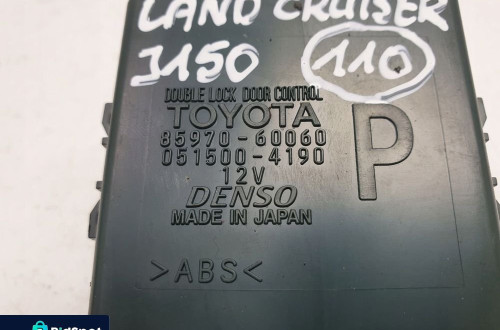 LAND CRUISER
J150 110
DOUBLE LOCK DOOR CONTROL
TOYOTA
85970-60060
051500-4190
12V
P
DENSO
MADE IN JAPAN
>ABS<
BidSpot